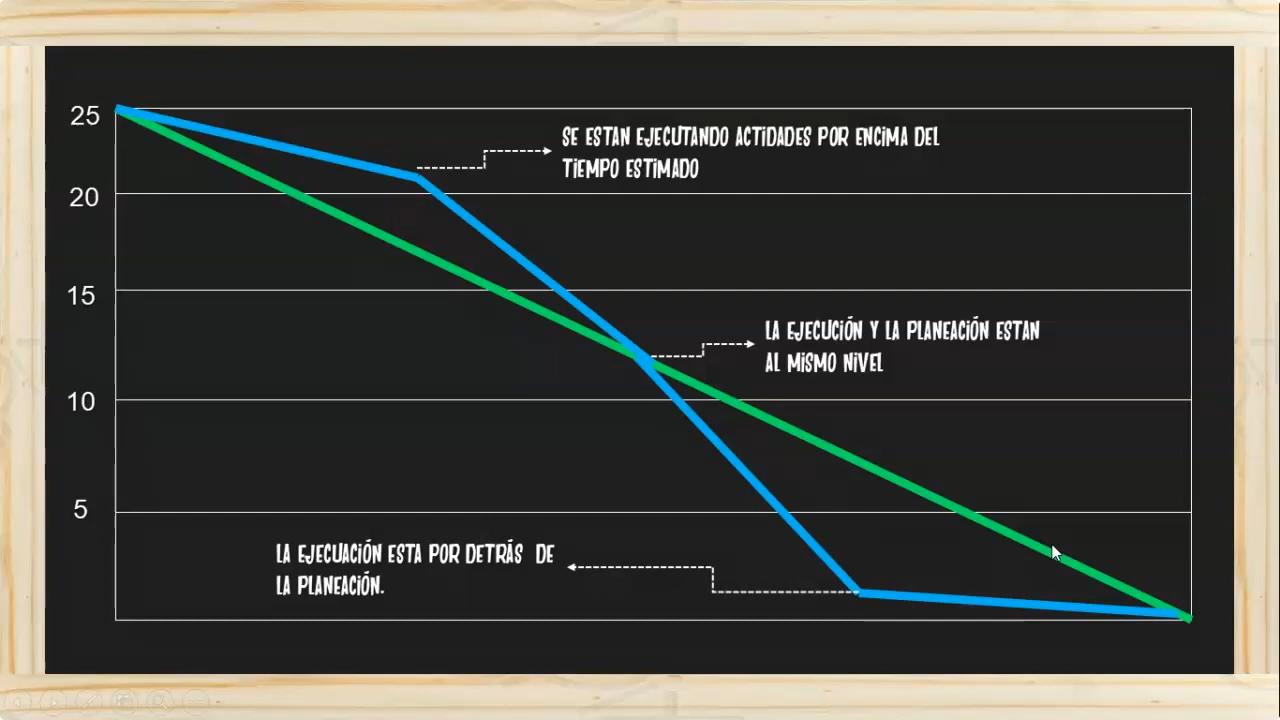 25
SE ESTAN EJECUTANDO ACTIDADES POR ENCIMA DEL
TIEMPO ESTIMADO
20
15
LA EJECUCIÓN Y LA PLANEACIÓN ESTAN
AL MISMO NIVEL
10
5
LA EJECUACIÓN ESTA POR DETRÁS DE
LA PLANEACIÓN.